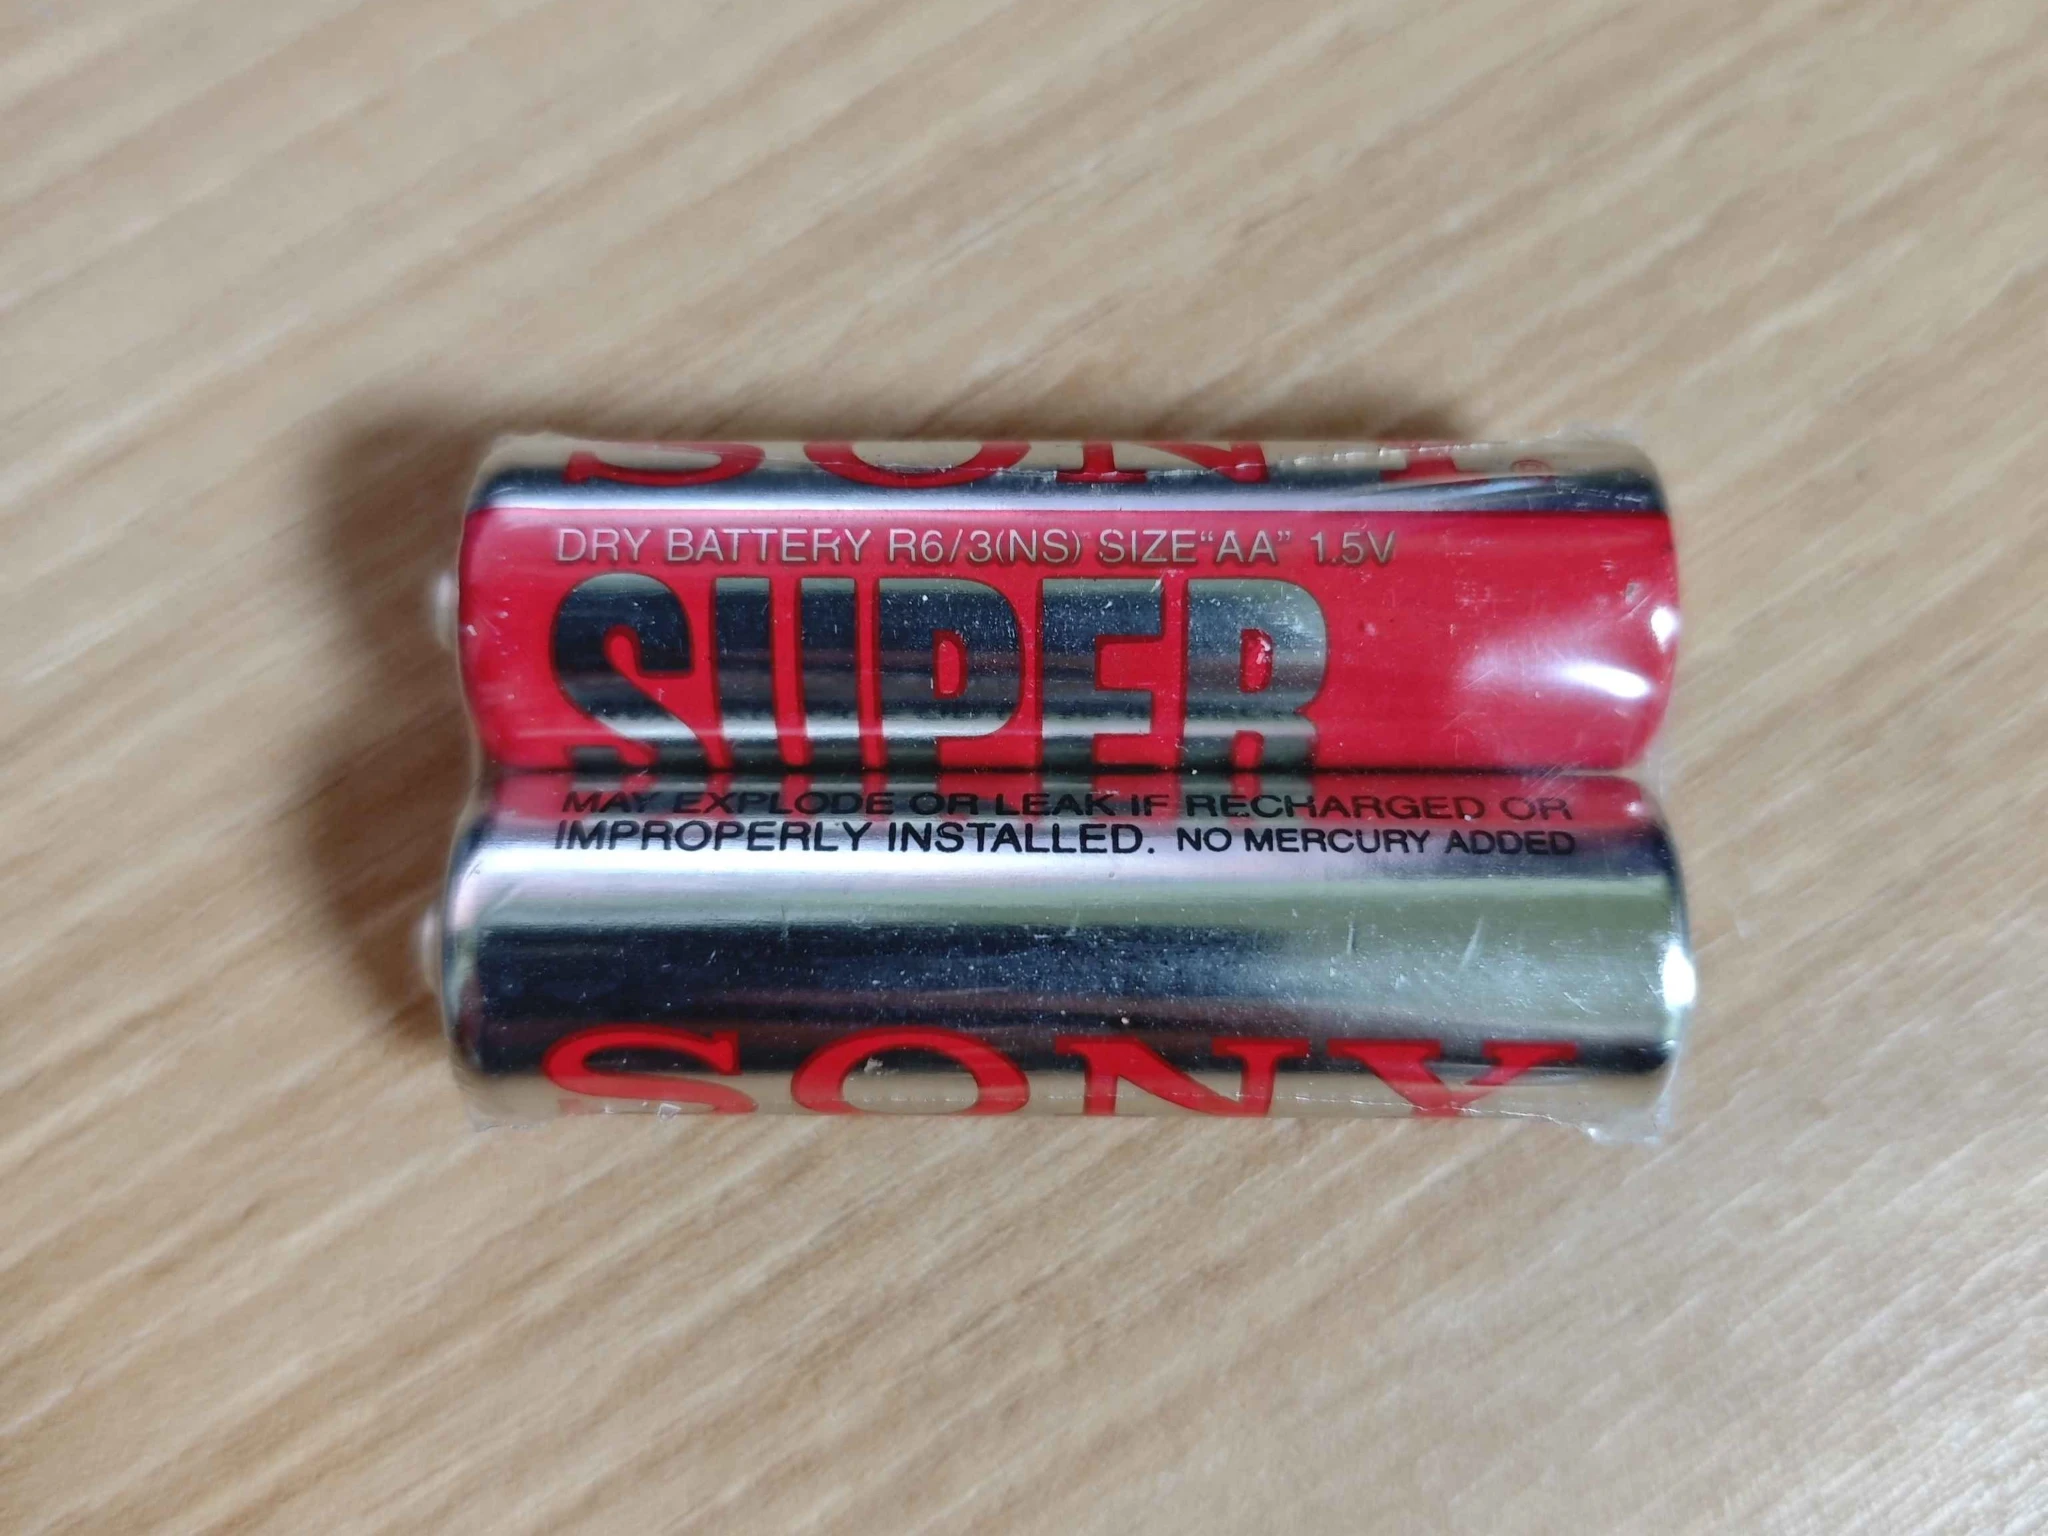 SONY®
DRY BATTERY R6/3(NS) SIZE“AA” 1.5V
SUPER
MAY EXPLODE OR LEAK IF RECHARGED OR
IMPROPERLY INSTALLED. NO MERCURY ADDED
SONY